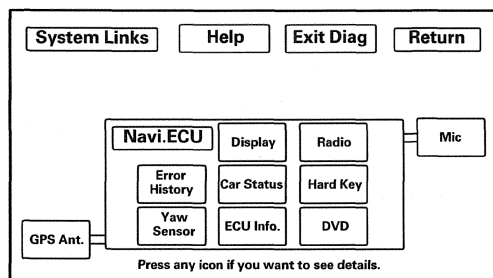 System Links
Help
Exit Diag
Return
Navi.ECU
Display
Radio
Mic
Error
History
Car Status
Hard Key
Yaw
Sensor
ECU Info.
DVD
GPS Ant.
Press any icon if you want to see details.